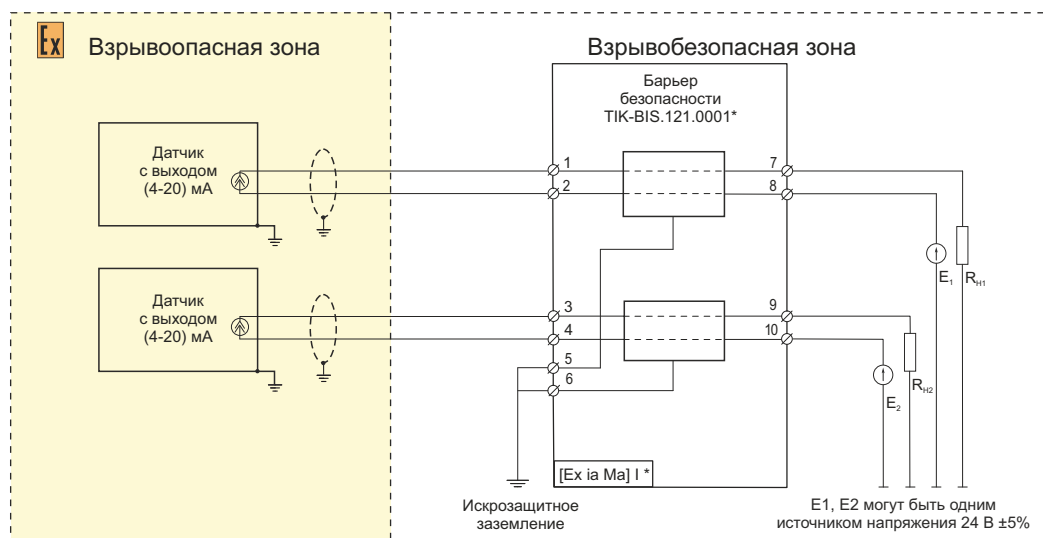 Ex
Взрывоопасная зона
Взрывобезопасная зона
Барьер
безопасности
TIK-BIS.121.0001*
Датчик
с выходом
(4-20) мА
1
2
7
8
E1
RН1
Датчик
с выходом
(4-20) мА
3
4
5
6
9
10
E2
RН2
[Ex ia Ma] I *
Искрозащитное
заземление
E1, E2 могут быть одним
источником напряжения 24 В ±5%